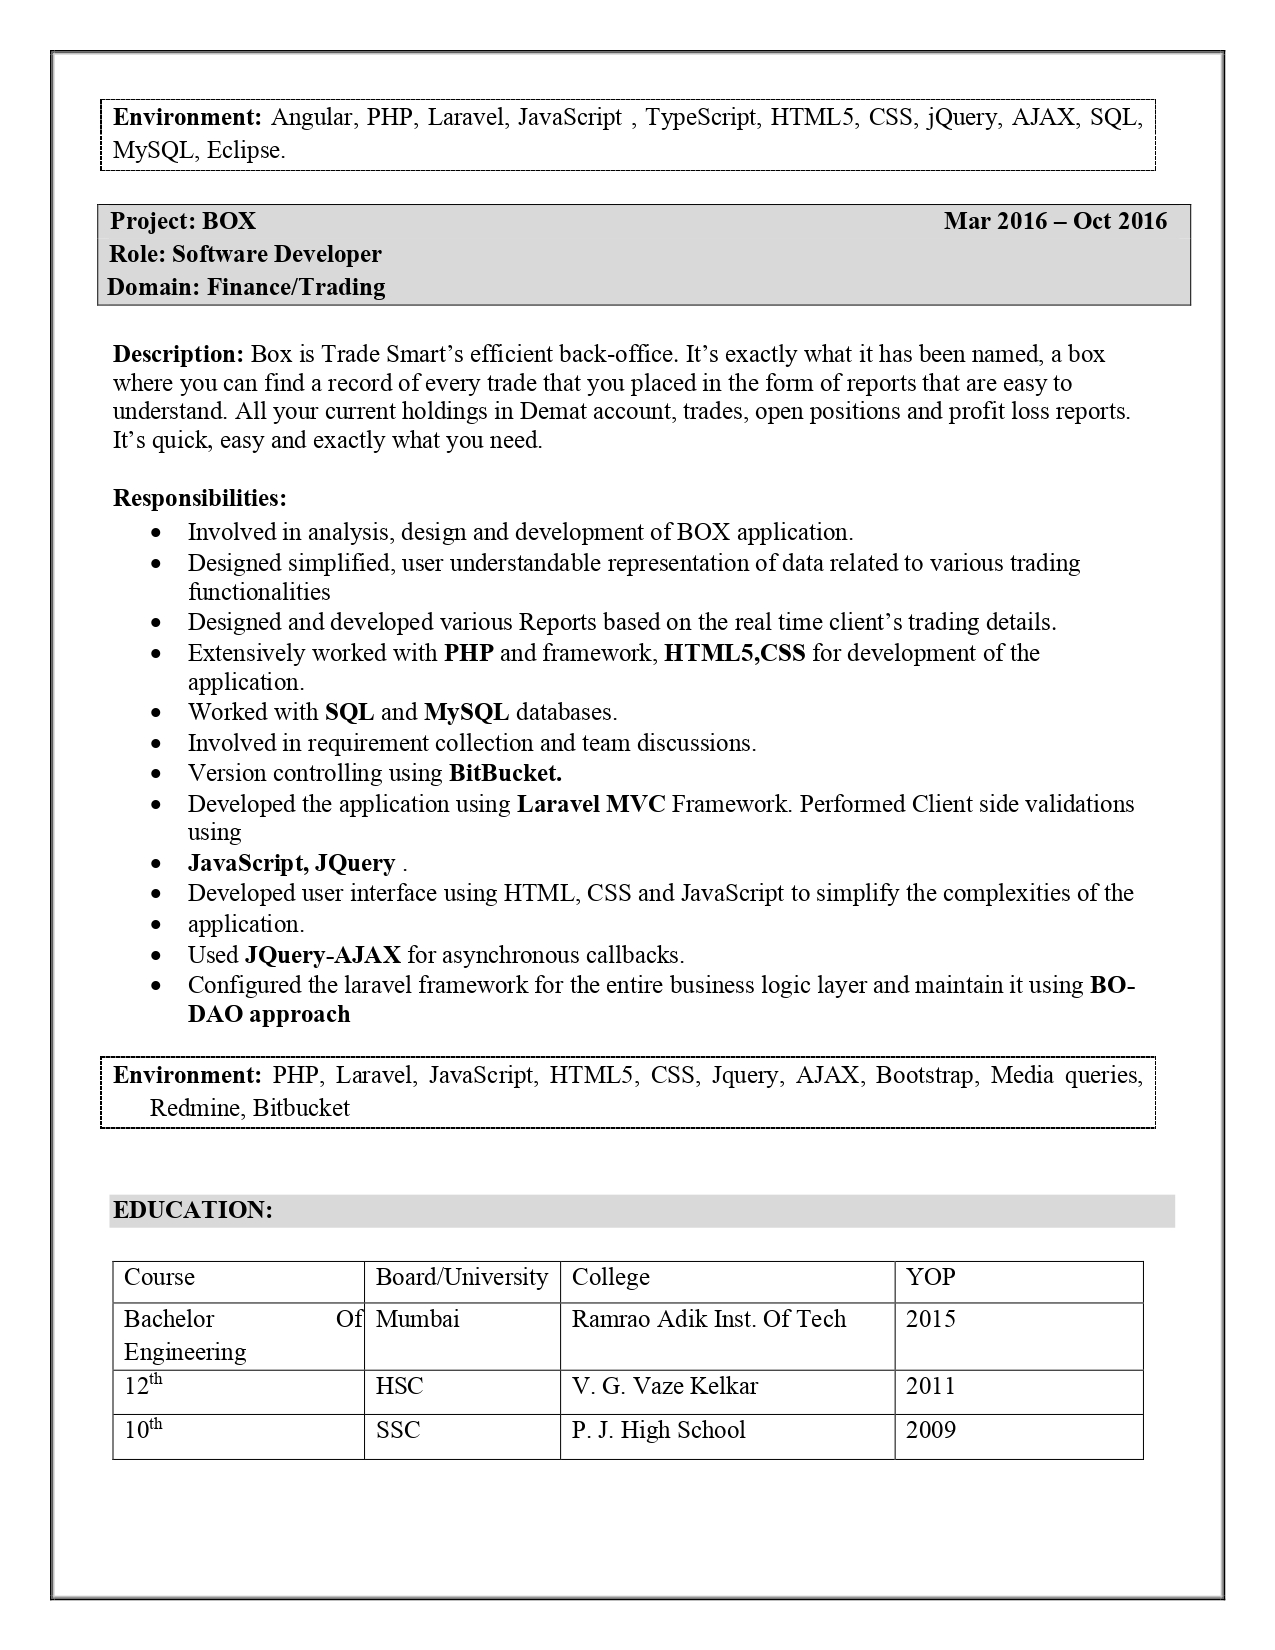 Environment: Angular, PHP, Laravel, JavaScript , TypeScript, HTML5, CSS, jQuery, AJAX, SQL,
MySQL, Eclipse.
Project: BOX Mar 2016 – Oct 2016
Role: Software Developer
Domain: Finance/Trading
Description: Box is Trade Smart’s efficient back-office. It’s exactly what it has been named, a box
where you can find a record of every trade that you placed in the form of reports that are easy to
understand. All your current holdings in Demat account, trades, open positions and profit loss reports.
It’s quick, easy and exactly what you need.
Responsibilities:
• Involved in analysis, design and development of BOX application.
• Designed simplified, user understandable representation of data related to various trading
functionalities
• Designed and developed various Reports based on the real time client’s trading details.
• Extensively worked with PHP and framework, HTML5,CSS for development of the
application.
• Worked with SQL and MySQL databases.
• Involved in requirement collection and team discussions.
• Version controlling using BitBucket.
• Developed the application using Laravel MVC Framework. Performed Client side validations
using
• JavaScript, JQuery .
• Developed user interface using HTML, CSS and JavaScript to simplify the complexities of the
• application.
• Used JQuery-AJAX for asynchronous callbacks.
• Configured the laravel framework for the entire business logic layer and maintain it using BO-
DAO approach
Environment: PHP, Laravel, JavaScript, HTML5, CSS, Jquery, AJAX, Bootstrap, Media queries,
Redmine, Bitbucket
EDUCATION:
Course Board/University College YOP
Bachelor Of Mumbai Ramrao Adik Inst. Of Tech 2015
Engineering
12th HSC V. G. Vaze Kelkar 2011
10th SSC P. J. High School 2009